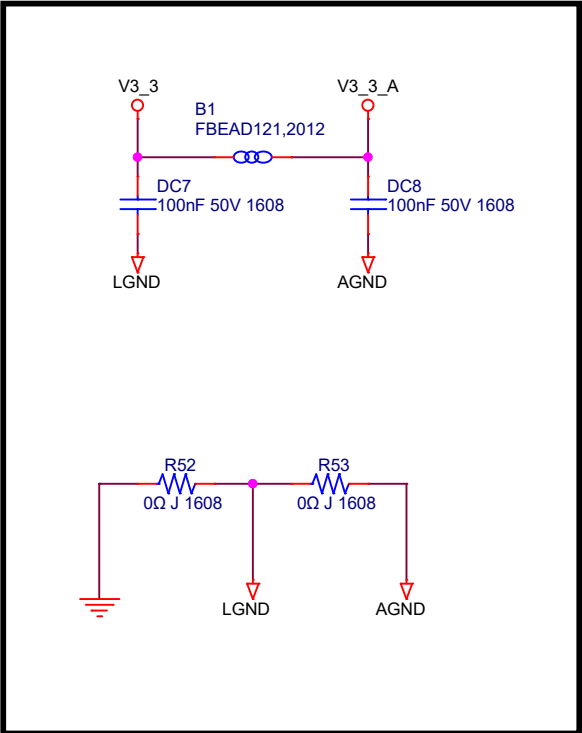 V3_3
V3_3_A
B1
FBEAD121,2012
DC7
100nF 50V 1608
DC8
100nF 50V 1608
LGND
AGND
R52
0Ω J 1608
R53
0Ω J 1608
LGND
AGND